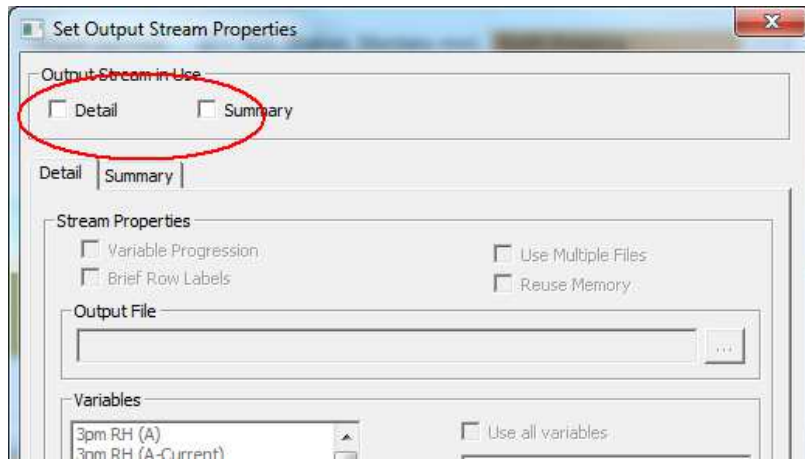 Set Output Stream Properties
Output Stream in Use
Detail Summary
Detail Summary
Stream Properties
Variable Progression Use Multiple Files
Brief Row Labels Reuse Memory
Output File
...
Variables
3pm RH (A) Use all variables
3pm RH (A-Current)